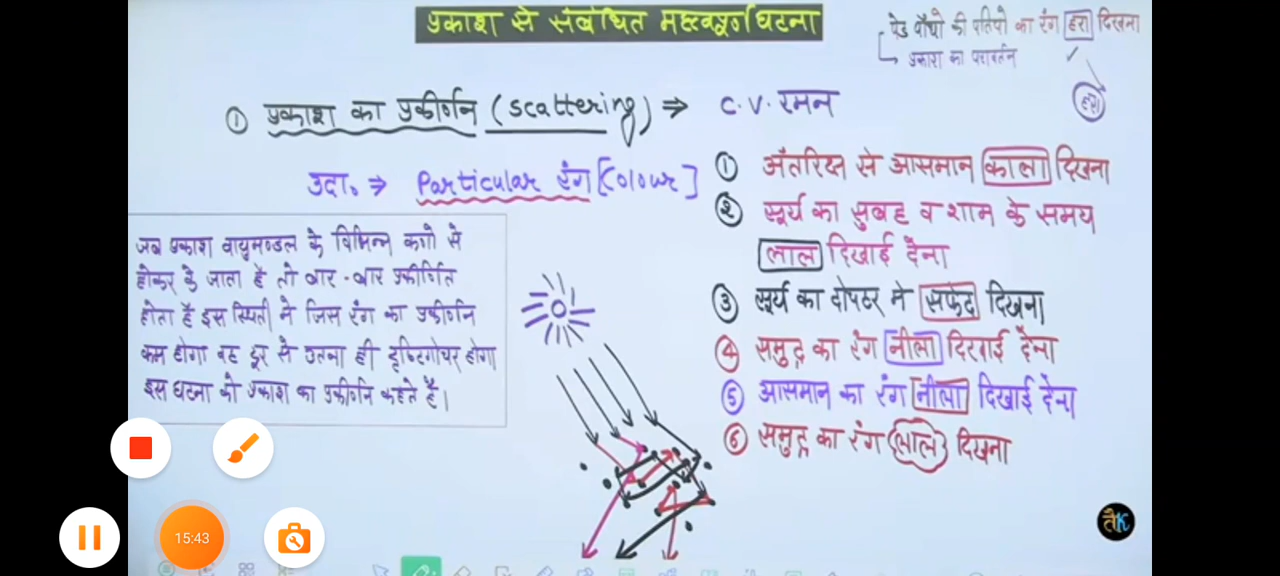 प्रकाश से संबंधित महत्वपूर्ण घटना
पेड पौधो की पतियो का रंग हरा दिखना
प्रकाश का परावर्तन
हरा
① प्रकाश का प्रकीर्णन (scattering) ⇒ C.V. रमन
उदा. ⇒ Particular रंग [Colour]
जब प्रकाश वायुमण्डल के विभिन्न कणो से
होकर के जाता है तो बार-बार प्रकीर्णित
होता है इस स्थिती मे जिस रंग का प्रकीर्णन
कम होगा वह दूर से उतना ही दृष्टिगोचर होगा
इस घटना को प्रकाश का प्रकीर्णन कहते है।
① अंतरिक्ष से आसमान काला दिखना
② सूर्य का सुबह व शाम के समय
लाल दिखाई देना
③ सूर्य का दोपहर मे सफेद दिखना
④ समुद्र का रंग नीला दिखाई देना
⑤ आसमान का रंग नीला दिखाई देना
⑥ समुद्र का रंग लाल दिखना
15:43
तैK